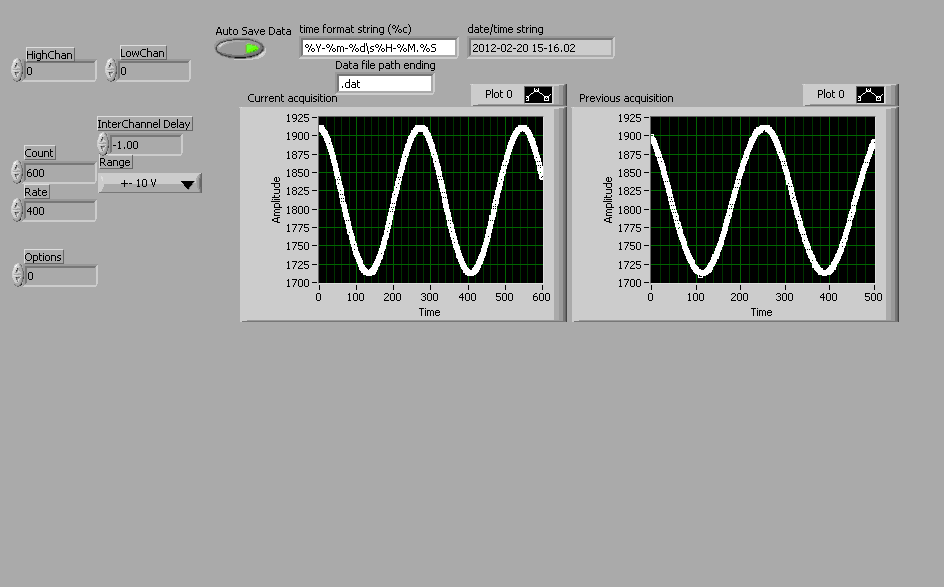 Auto Save Data
time format string (%c)
date/time string
%Y-%m-%d\s%H-%M.%S
2012-02-20 15-16.02
HighChan
LowChan
0
0
Data file path ending
.dat
Current acquisition
Plot 0
Previous acquisition
Plot 0
InterChannel Delay
-1.00
Count
Range
600
+- 10 V
Rate
400
Options
0
Amplitude
1925
1900
1875
1850
1825
1800
1775
1750
1725
1700
0 100 200 300 400 500 600
Time
Amplitude
1925
1900
1875
1850
1825
1800
1775
1750
1725
1700
0 100 200 300 400 500
Time